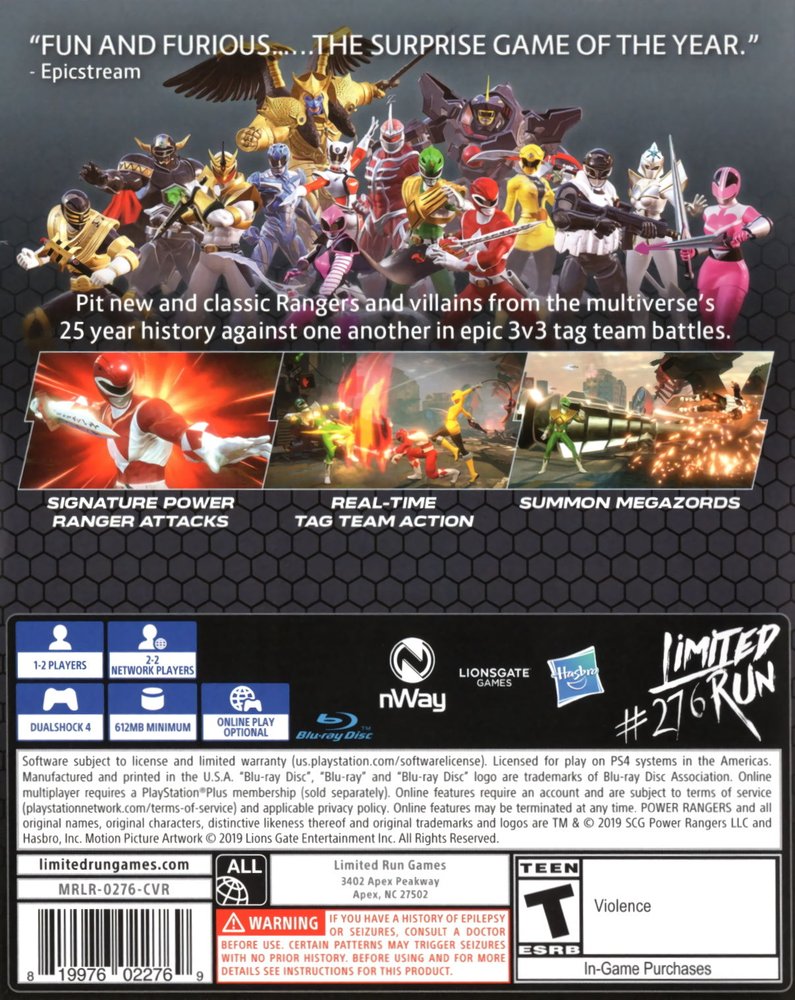 “FUN AND FURIOUS......THE SURPRISE GAME OF THE YEAR.”
- Epicstream
Pit new and classic Rangers and villains from the multiverse's
25 year history against one another in epic 3v3 tag team battles.
SIGNATURE POWER
RANGER ATTACKS
REAL-TIME
TAG TEAM ACTION
SUMMON MEGAZORDS
1-2 PLAYERS
2-2
NETWORK PLAYERS
DUALSHOCK 4
612MB MINIMUM
ONLINE PLAY
OPTIONAL
Blu-ray Disc™
nWay
LIONSGATE
GAMES
Hasbro
LIMITED
RUN
#276
Software subject to license and limited warranty (us.playstation.com/softwarelicense). Licensed for play on PS4 systems in the Americas.
Manufactured and printed in the U.S.A. “Blu-ray Disc”, “Blu-ray” and “Blu-ray Disc” logo are trademarks of Blu-ray Disc Association. Online
multiplayer requires a PlayStation®Plus membership (sold separately). Online features require an account and are subject to terms of service
(playstationnetwork.com/terms-of-service) and applicable privacy policy. Online features may be terminated at any time. POWER RANGERS and all
original names, original characters, distinctive likeness thereof and original trademarks and logos are TM & © 2019 SCG Power Rangers LLC and
Hasbro, Inc. Motion Picture Artwork © 2019 Lions Gate Entertainment Inc. All Rights Reserved.
limitedrungames.com
MRLR-0276-CVR
8 19976 02276 9
ALL
Limited Run Games
3402 Apex Peakway
Apex, NC 27502
WARNING IF YOU HAVE A HISTORY OF EPILEPSY
OR SEIZURES, CONSULT A DOCTOR
BEFORE USE. CERTAIN PATTERNS MAY TRIGGER SEIZURES
WITH NO PRIOR HISTORY. BEFORE USING AND FOR MORE
DETAILS SEE INSTRUCTIONS FOR THIS PRODUCT.
TEEN
T
ESRB
Violence
In-Game Purchases